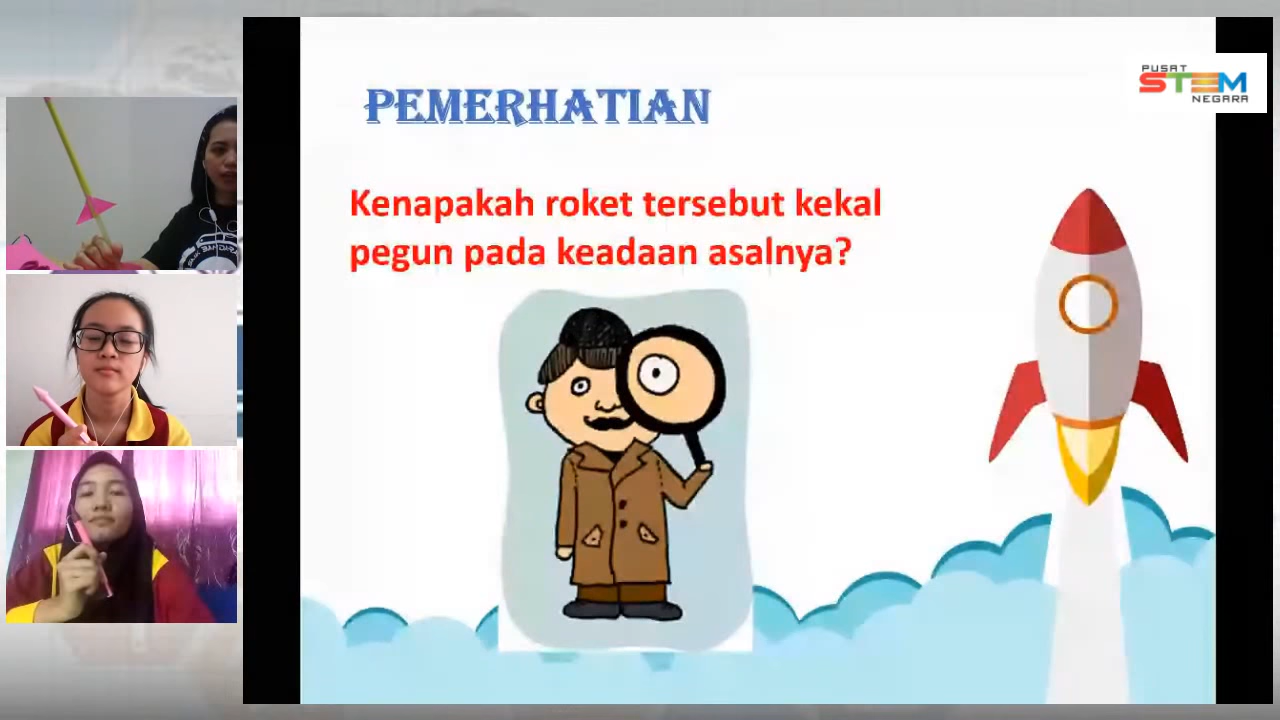 PEMERHATIAN
PUSAT
STEM
NEGARA
Kenapakah roket tersebut kekal
pegun pada keadaan asalnya?